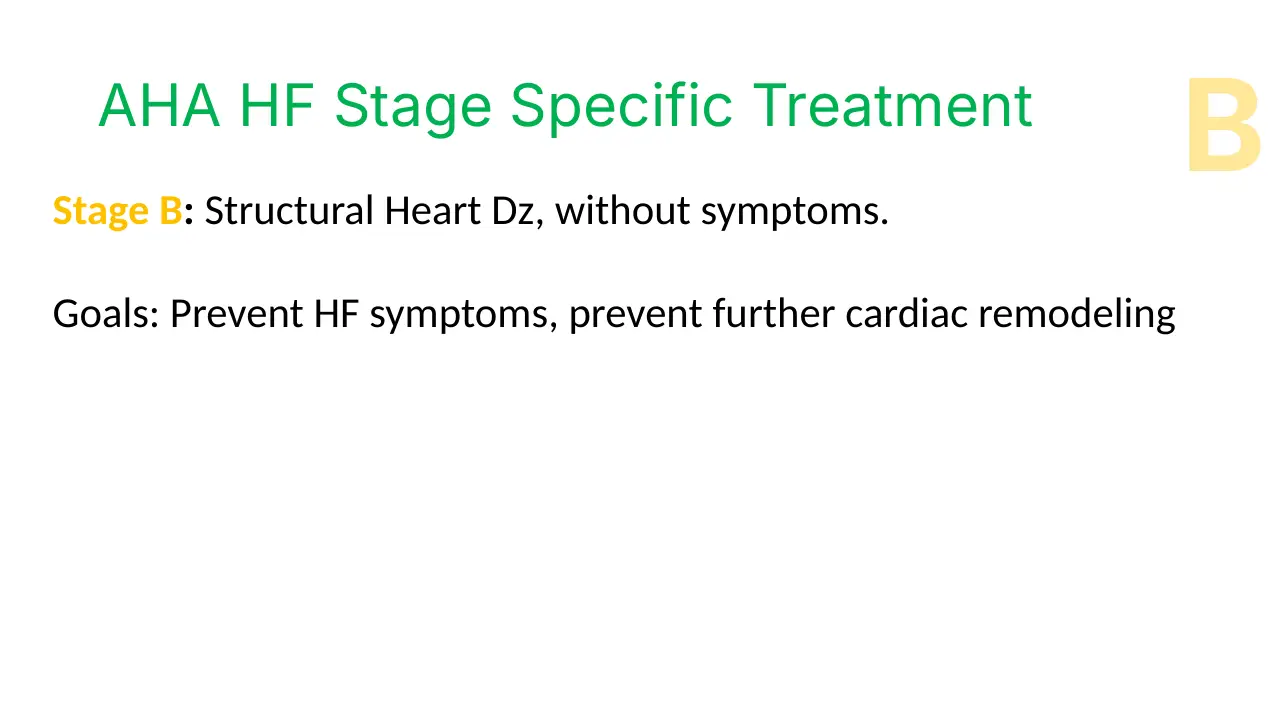 AHA HF Stage Specific Treatment
B
Stage B: Structural Heart Dz, without symptoms.
Goals: Prevent HF symptoms, prevent further cardiac remodeling